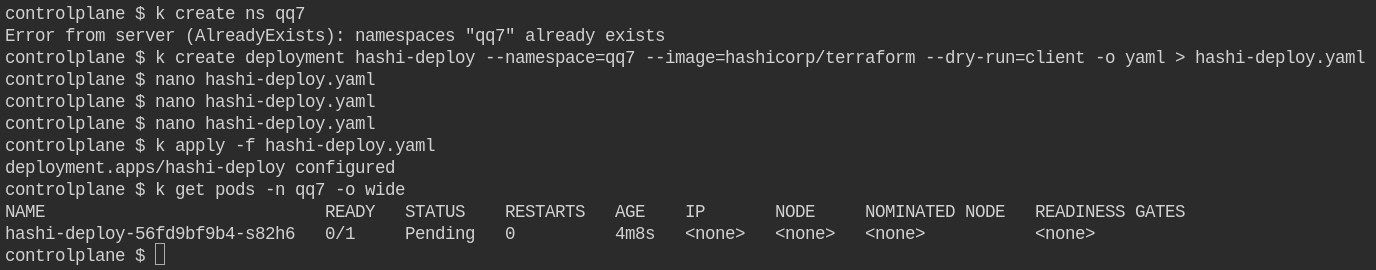 controlplane $ k create ns qq7
Error from server (AlreadyExists): namespaces "qq7" already exists
controlplane $ k create deployment hashi-deploy --namespace=qq7 --image=hashicorp/terraform --dry-run=client -o yaml > hashi-deploy.yaml
controlplane $ nano hashi-deploy.yaml
controlplane $ nano hashi-deploy.yaml
controlplane $ nano hashi-deploy.yaml
controlplane $ k apply -f hashi-deploy.yaml
deployment.apps/hashi-deploy configured
controlplane $ k get pods -n qq7 -o wide
NAME                            READY   STATUS    RESTARTS   AGE    IP       NODE     NOMINATED NODE   READINESS GATES
hashi-deploy-56fd9bf9b4-s82h6   0/1     Pending   0          4m8s   <none>   <none>   <none>           <none>
controlplane $